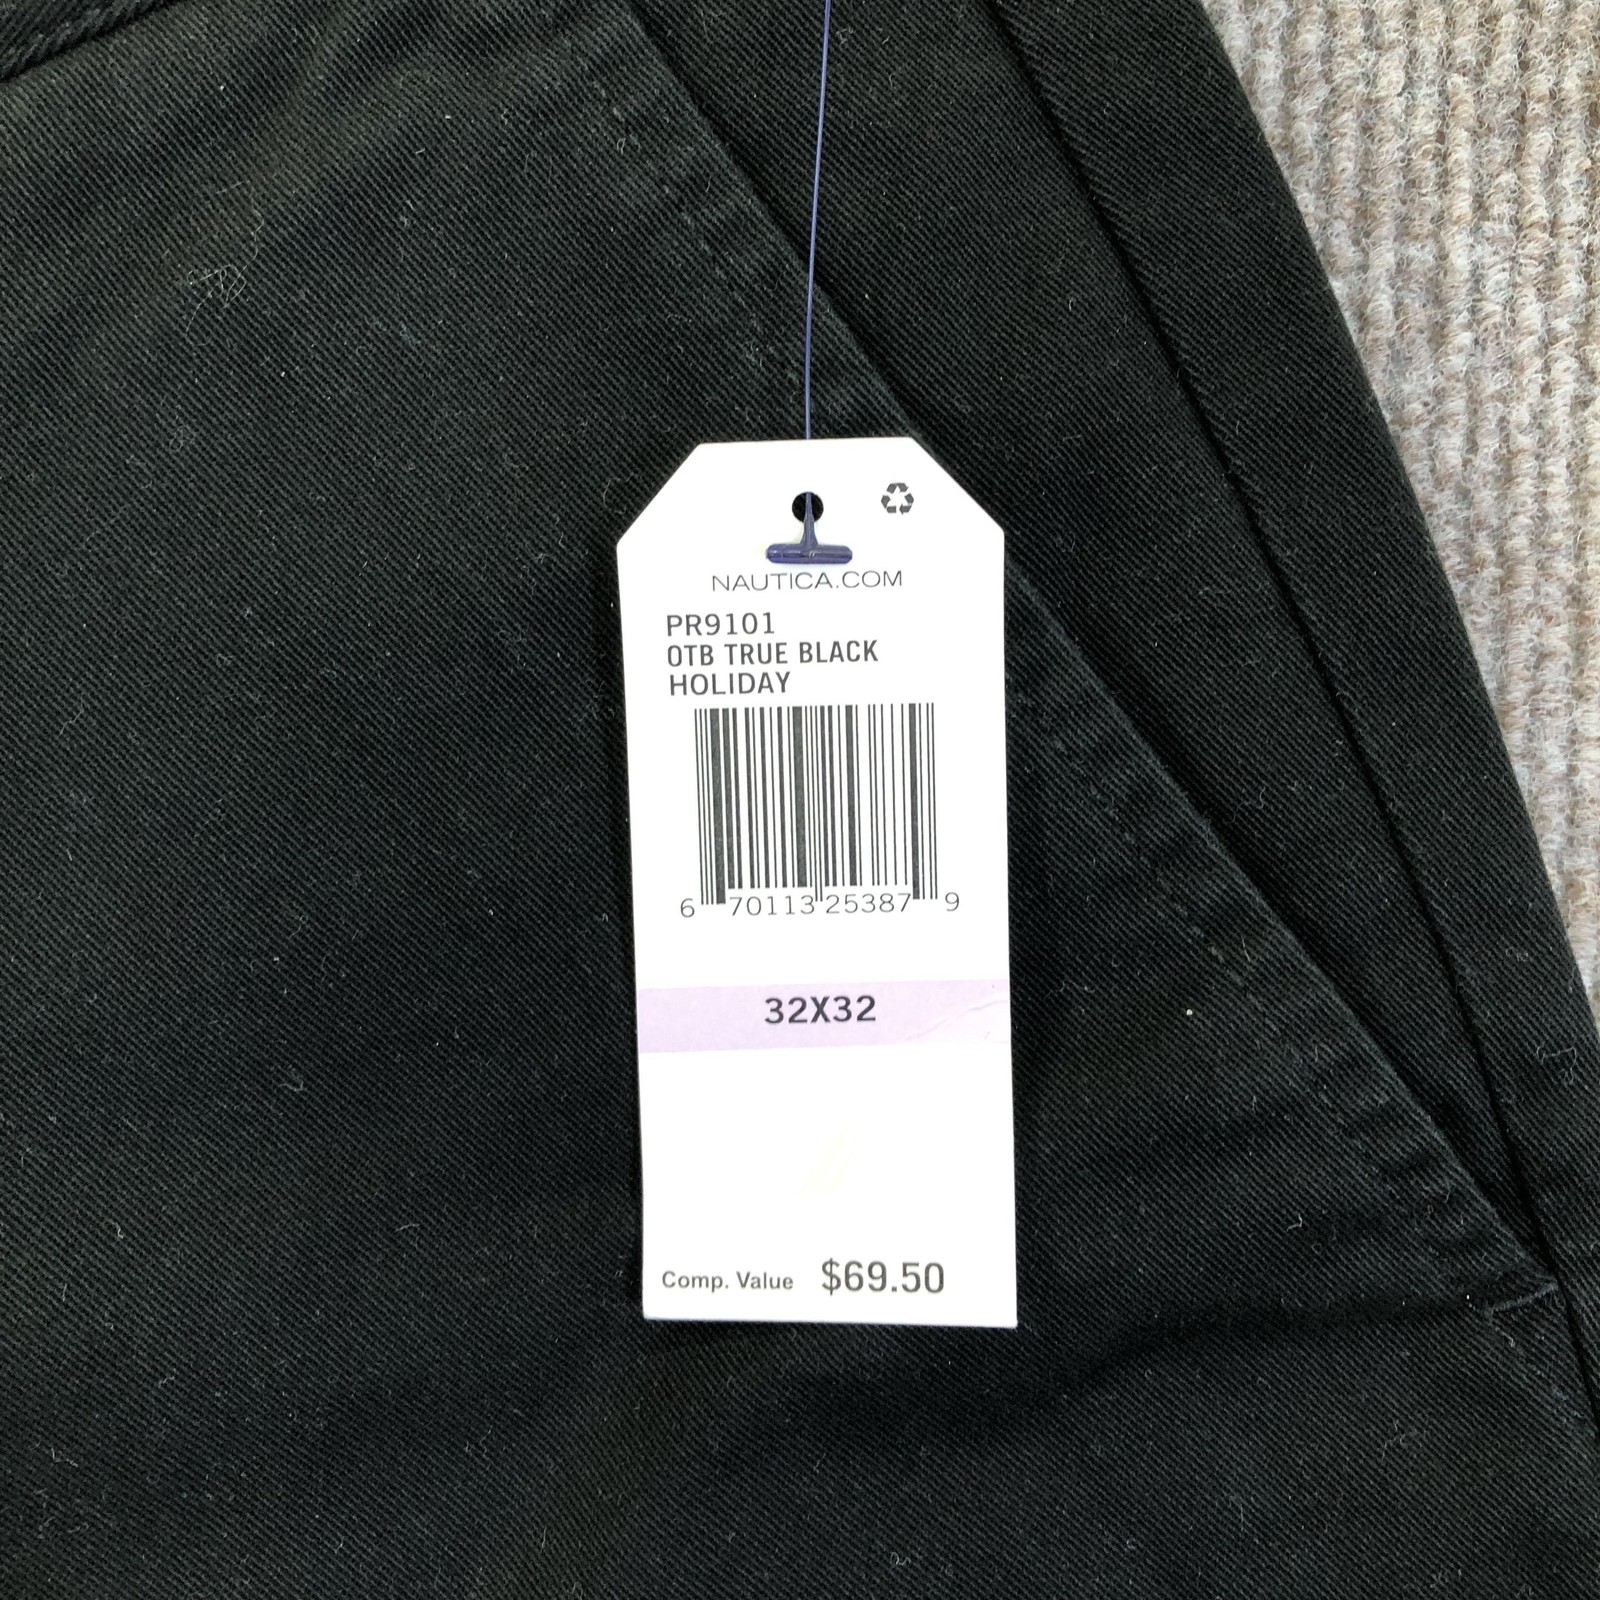 NAUTICA.COM
PR9101
OTB TRUE BLACK
HOLIDAY
6 70113 25387 9
32X32
Comp. Value $69.50